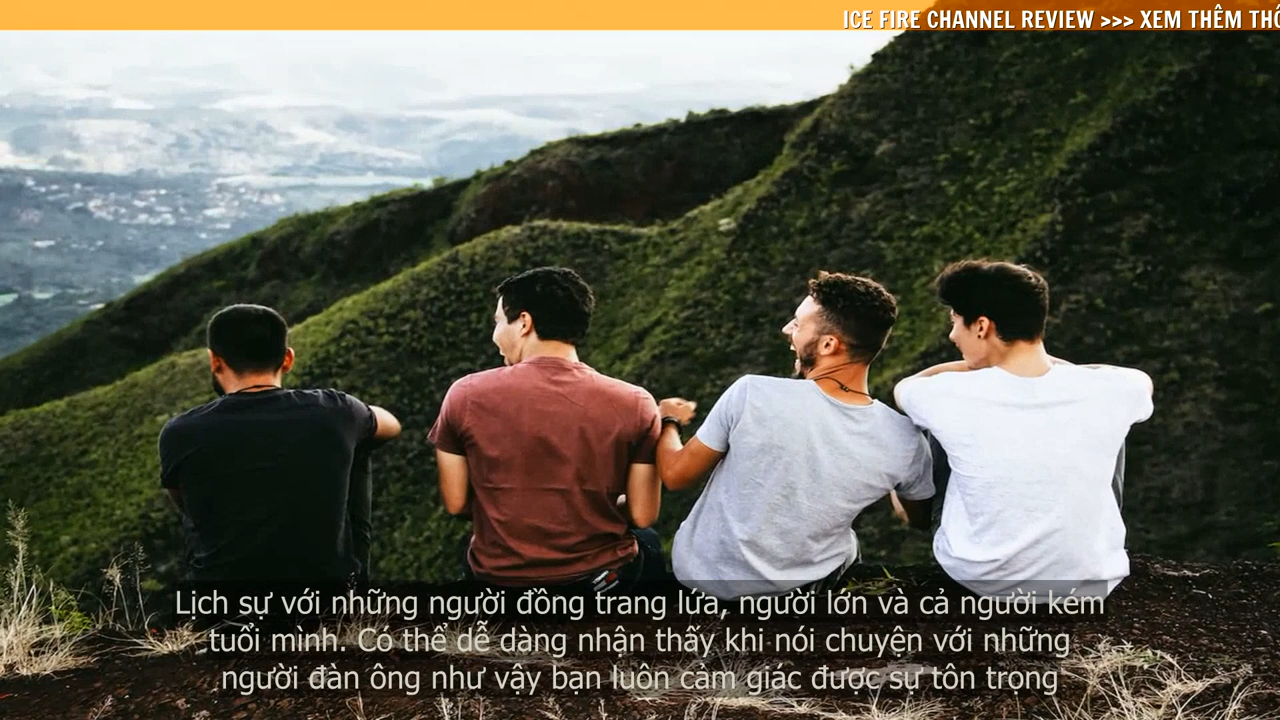 ICE FIRE CHANNEL REVIEW >>> XEM THÊM
Lịch sự với những người đồng trang lứa, người lớn và cả người kém
tuổi mình. Có thể dễ dàng nhận thấy khi nói chuyện với những
người đàn ông như vậy bạn luôn cảm giác được sự tôn trọng